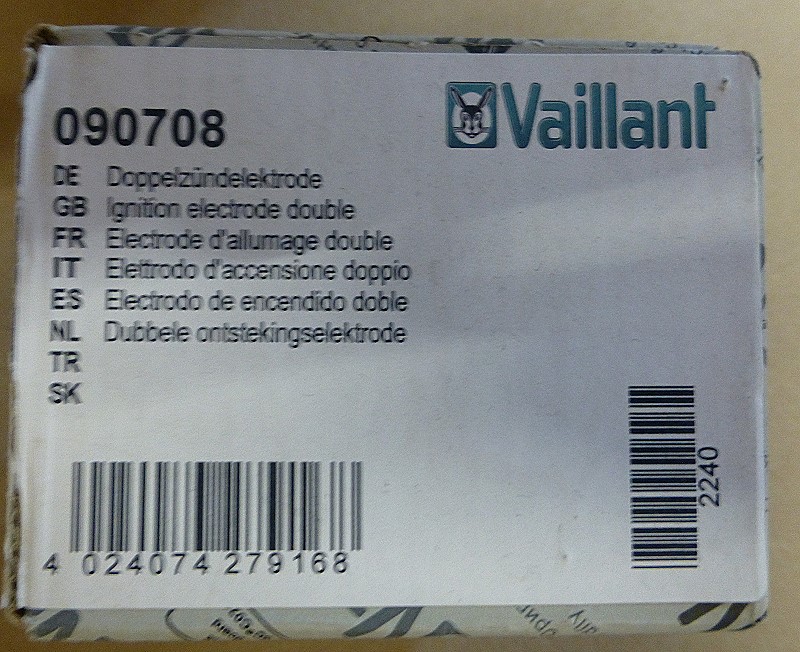 090708
Vaillant
DE Doppelzündelektrode
GB Ignition electrode double
FR Electrode d'allumage double
IT Elettrodo d'accensione doppio
ES Electrodo de encendido doble
NL Dubbele ontstekingselektrode
TR
SK
2240
4 024074 279168